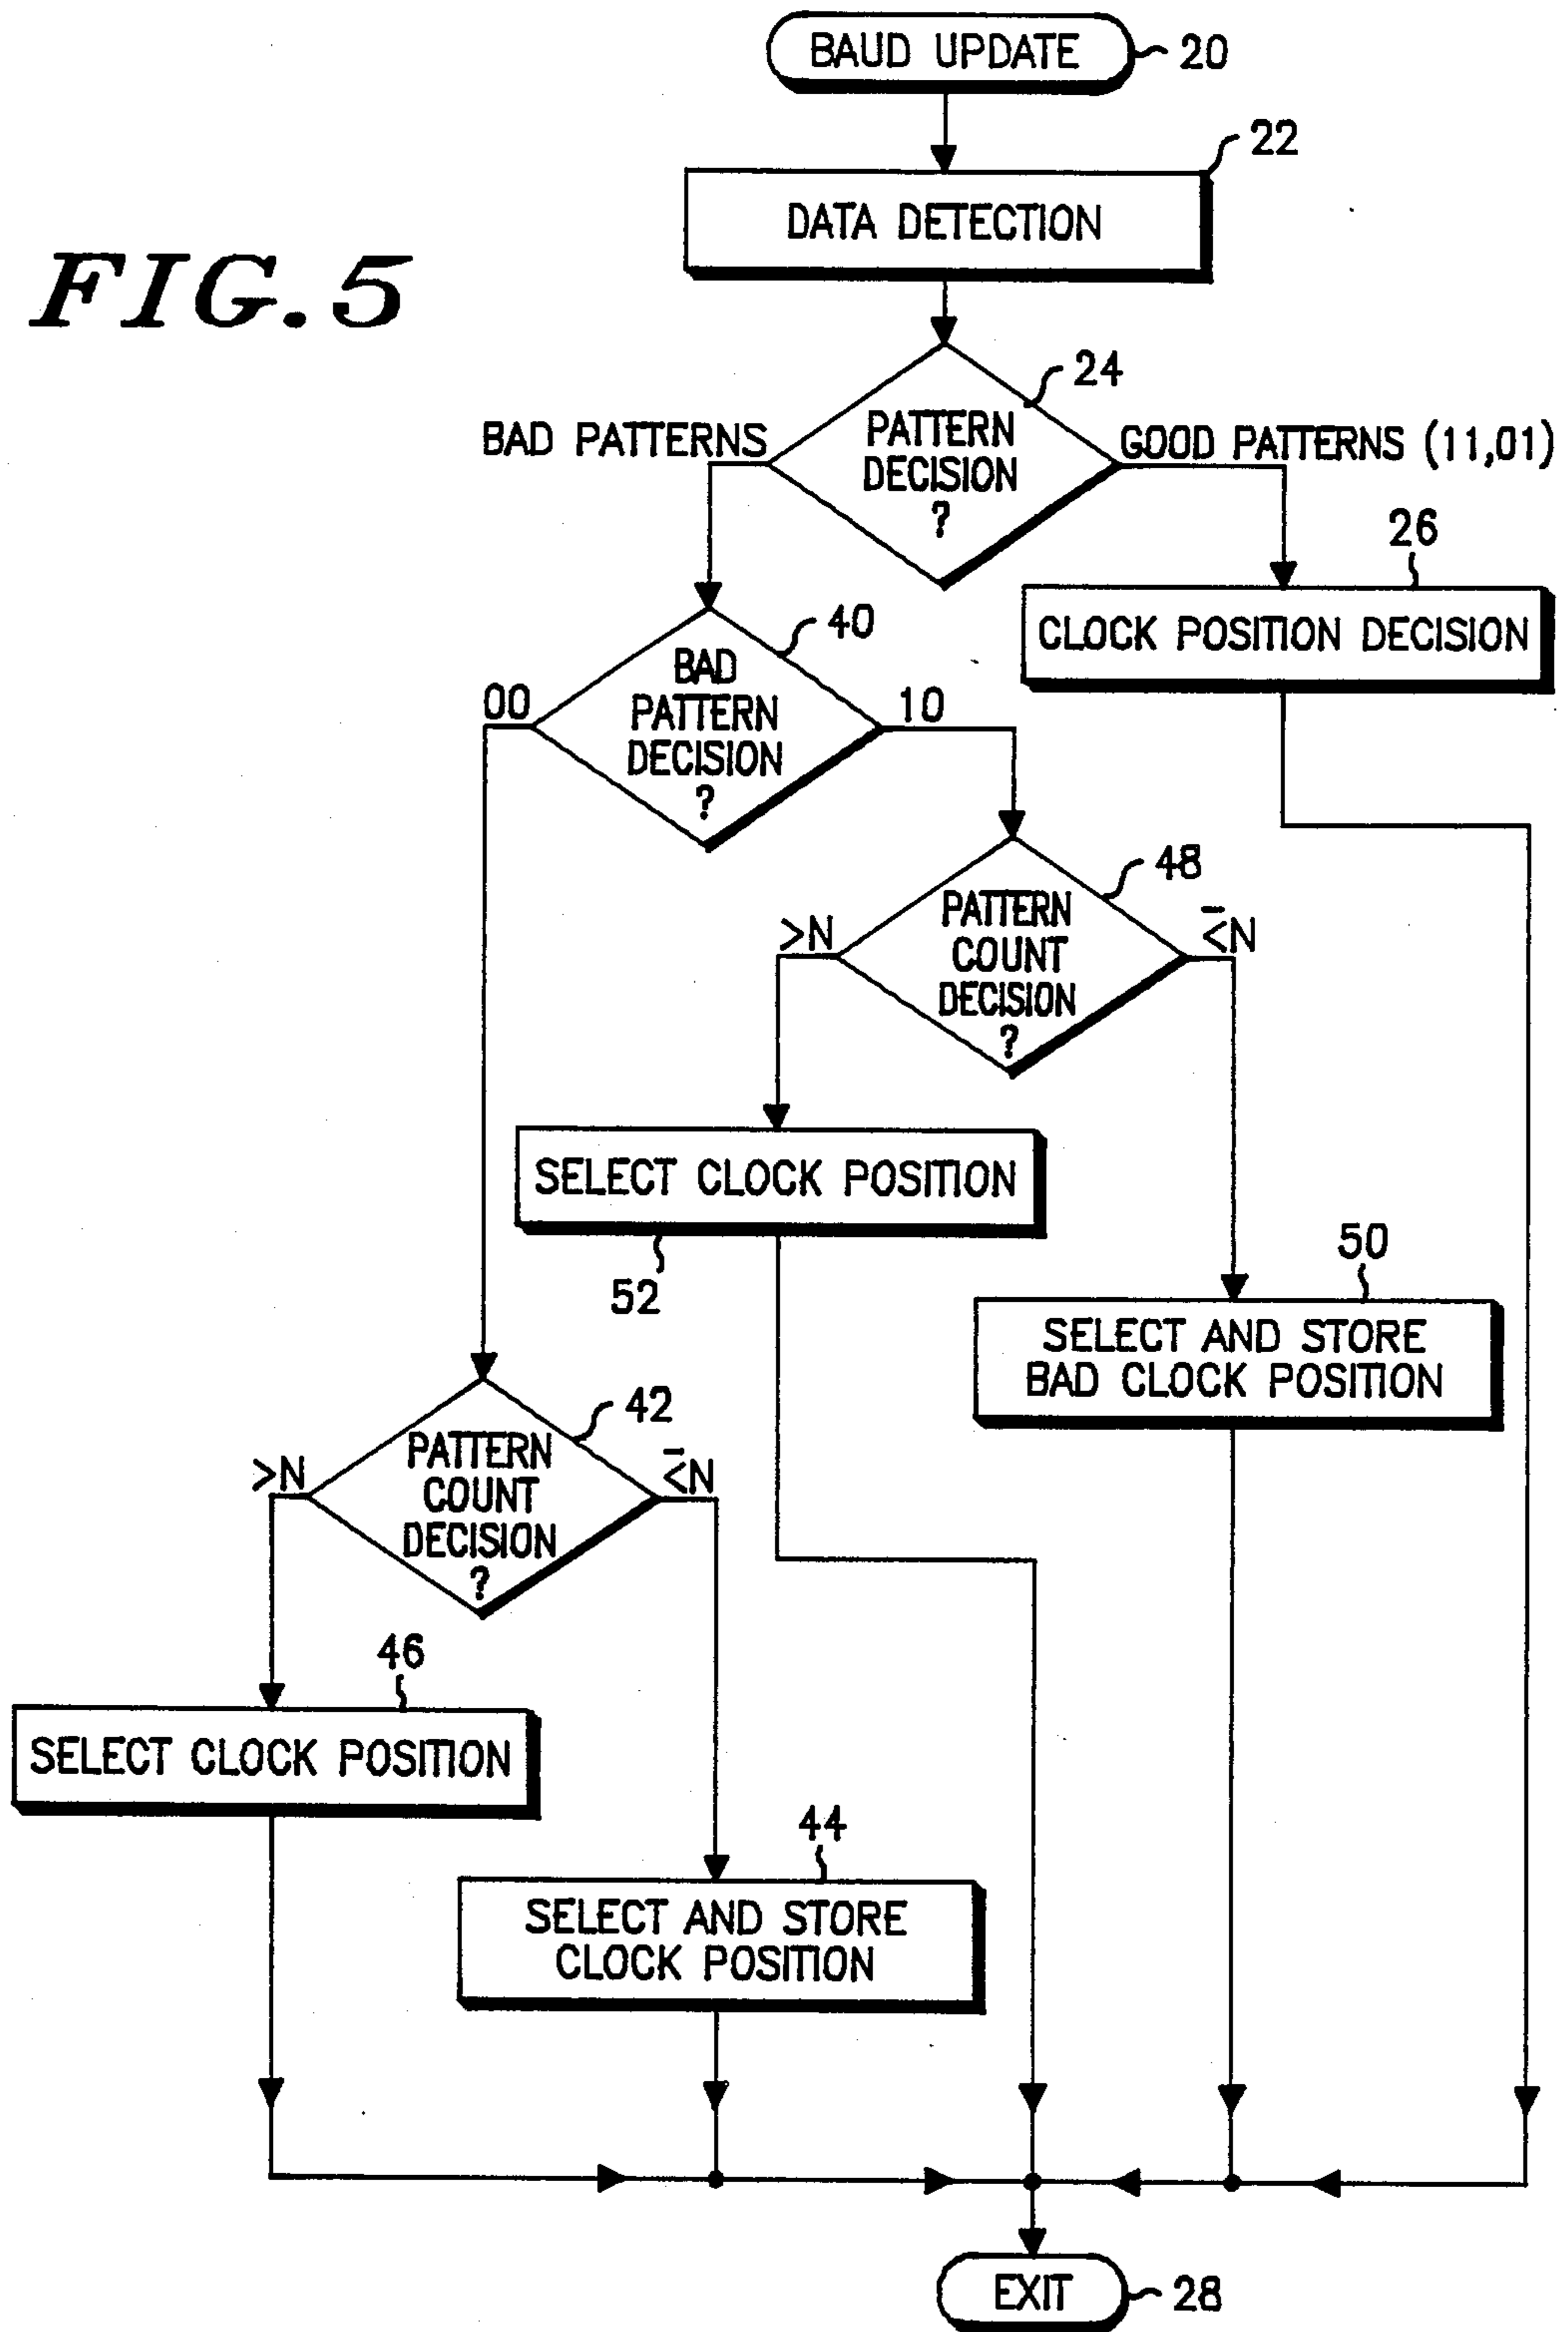 BAUD UPDATE
20
22
DATA DETECTION
FIG.5
24
BAD PATTERNS
PATTERN
DECISION
?
GOOD PATTERNS (11,01)
26
CLOCK POSITION DECISION
40
00
BAD
PATTERN
DECISION
?
10
48
>N
PATTERN
COUNT
DECISION
?
≤N
SELECT CLOCK POSITION
52
50
SELECT AND STORE
BAD CLOCK POSITION
42
>N
PATTERN
COUNT
DECISION
?
≤N
46
SELECT CLOCK POSITION
44
SELECT AND STORE
CLOCK POSITION
EXIT
28